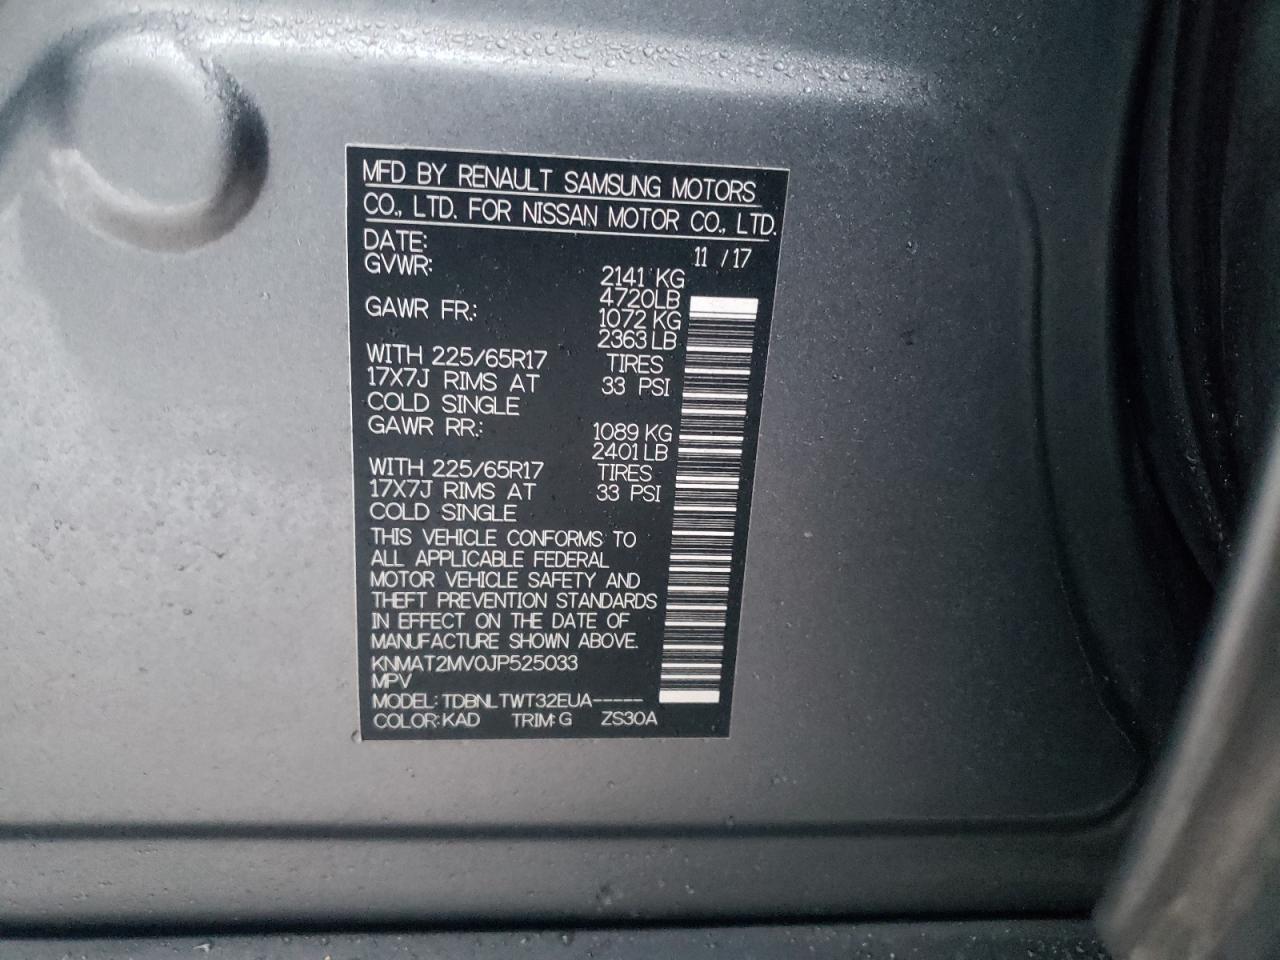 MFD BY RENAULT SAMSUNG MOTORS
CO., LTD. FOR NISSAN MOTOR CO., LTD.
DATE: 11 /17
GVWR: 2141 KG
4720LB
GAWR FR: 1072 KG
2363LB
WITH 225/65R17 TIRES
17X7J RIMS AT 33 PSI
COLD SINGLE
GAWR RR: 1089 KG
2401LB
WITH 225/65R17 TIRES
17X7J RIMS AT 33 PSI
COLD SINGLE
THIS VEHICLE CONFORMS TO
ALL APPLICABLE FEDERAL
MOTOR VEHICLE SAFETY AND
THEFT PREVENTION STANDARDS
IN EFFECT ON THE DATE OF
MANUFACTURE SHOWN ABOVE.
KNMAT2MV0JP525033
MPV
MODEL: TDBNLTWT32EUA-----
COLOR: KAD TRIM: G ZS30A